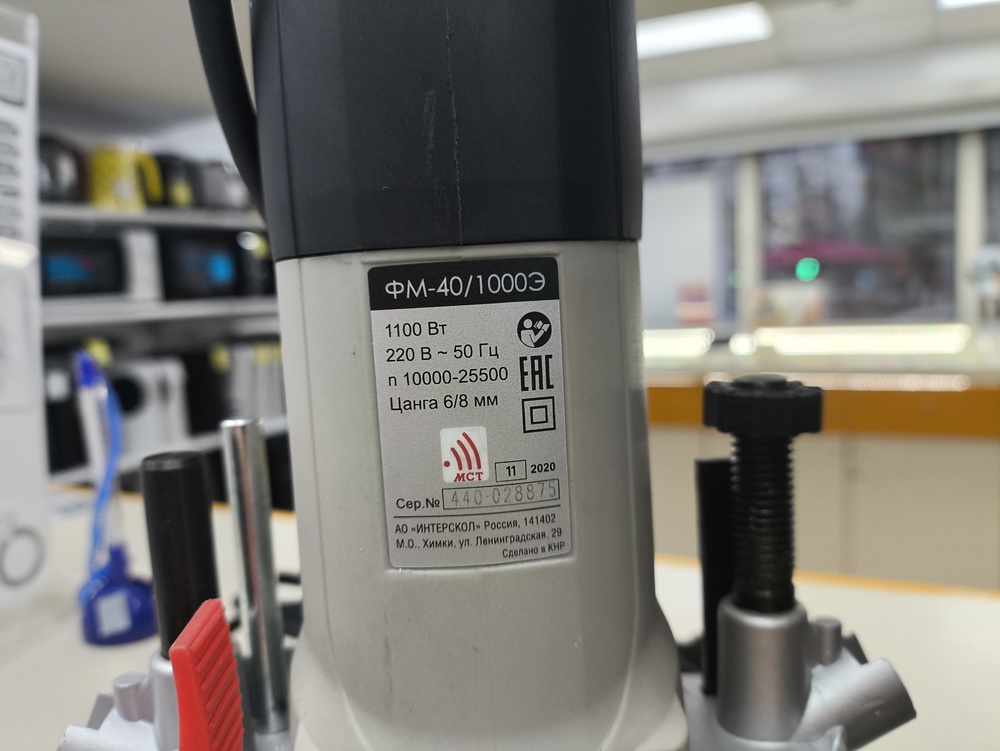 ФМ-40/1000Э
1100 Вт
220 В ~ 50 Гц
n 10000-25500
Цанга 6/8 мм
EAC
МСТ
11 2020
Сер.№ 440·028875
АО «ИНТЕРСКОЛ» Россия, 141402
М.О., Химки, ул. Ленинградская, 29
Сделано в КНР